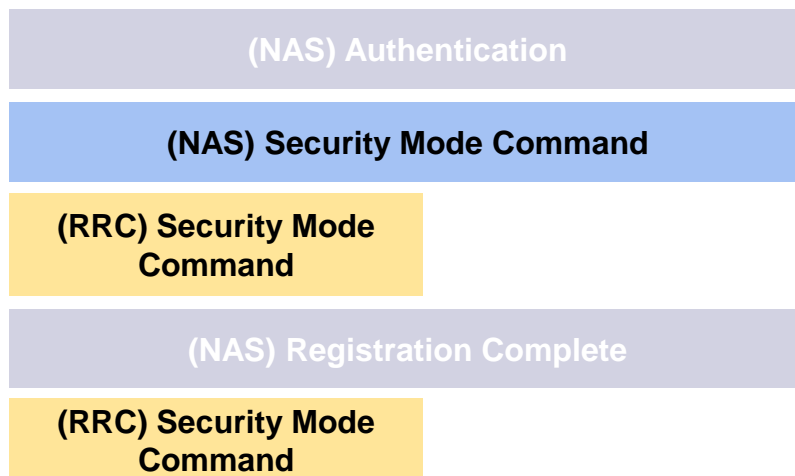 (NAS) Authentication
(NAS) Security Mode Command
(RRC) Security Mode
Command
(NAS) Registration Complete
(RRC) Security Mode
Command